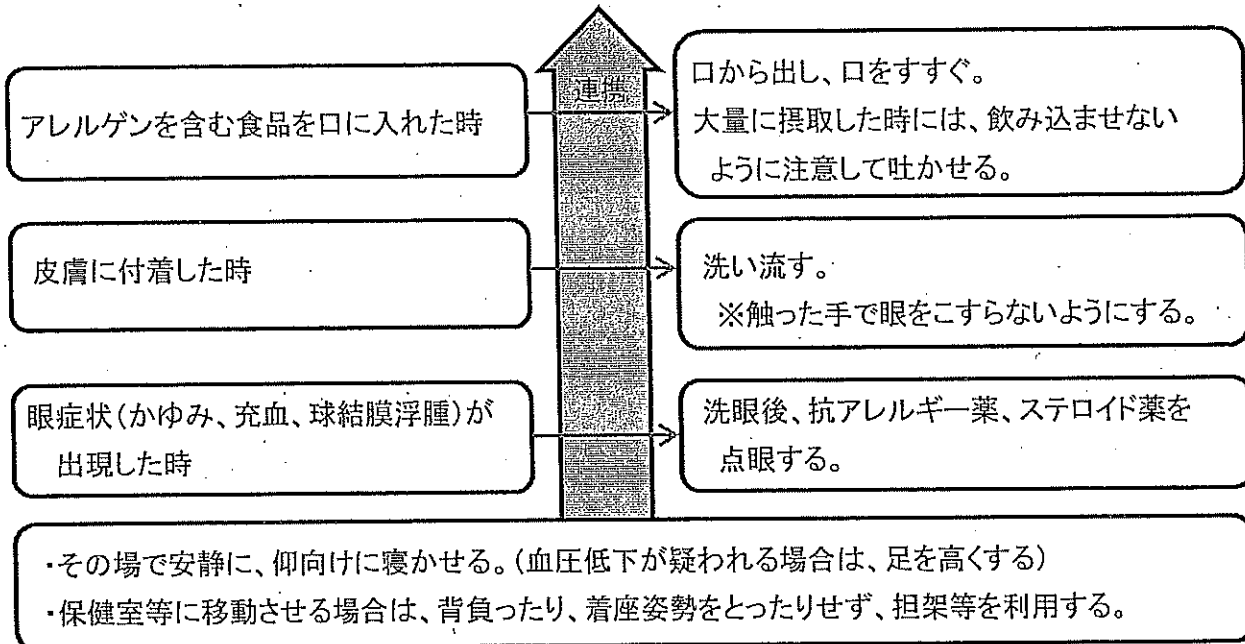 連携
アレルゲンを含む食品を口に入れた時
口から出し、口をすすぐ。
大量に摂取した時には、飲み込ませない
ように注意して吐かせる。
皮膚に付着した時
洗い流す。
※触った手で眼をこすらないようにする。
眼症状(かゆみ、充血、球結膜浮腫)が
出現した時
洗眼後、抗アレルギー薬、ステロイド薬を
点眼する。
・その場で安静に、仰向けに寝かせる。(血圧低下が疑われる場合は、足を高くする)
・保健室等に移動させる場合は、背負ったり、着座姿勢をとったりせず、担架等を利用する。